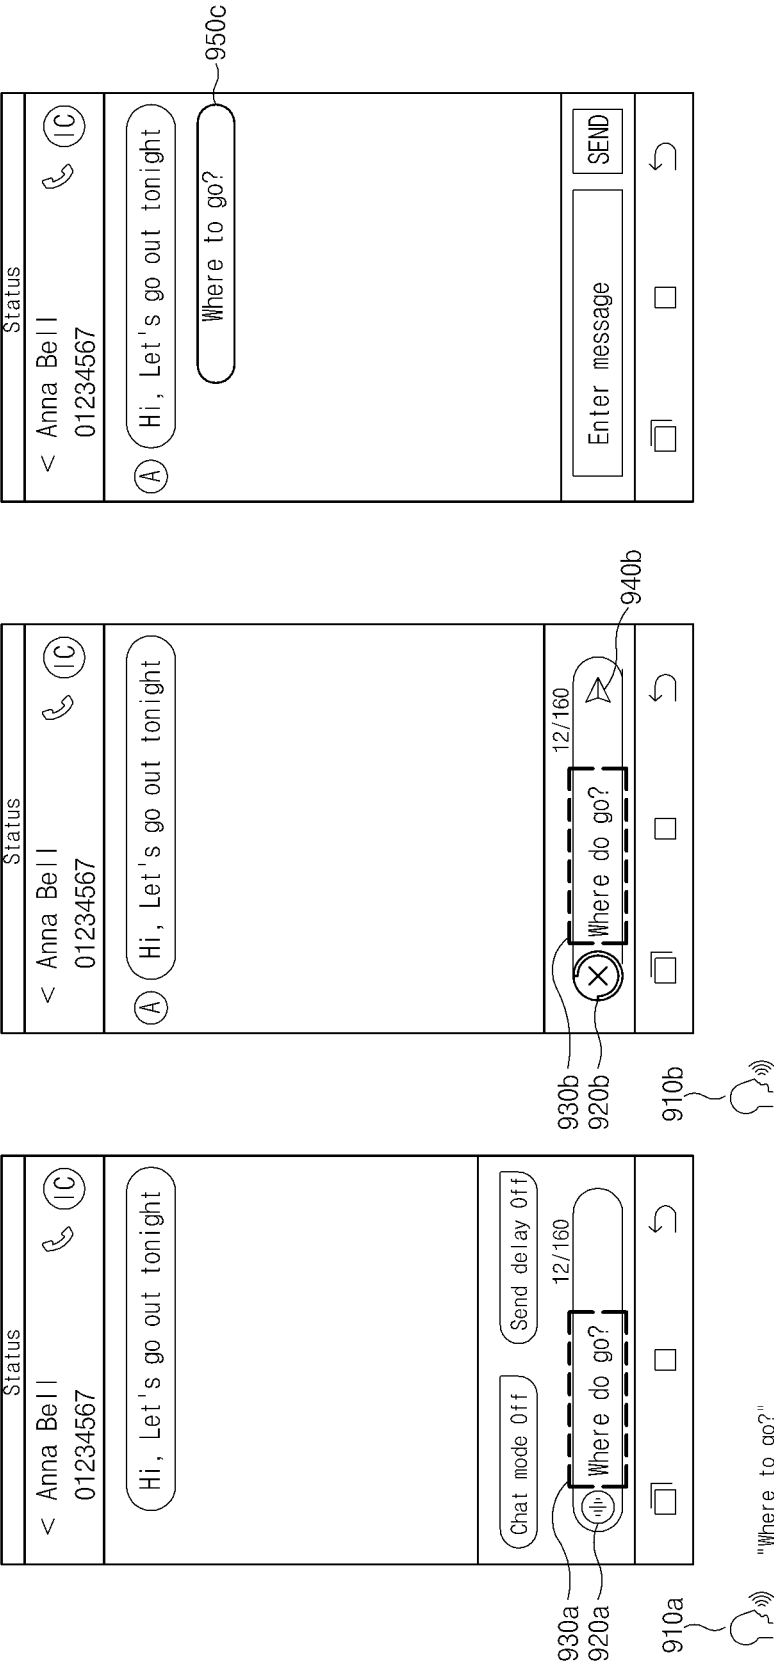 Status
< Anna Bell IC
01234567
Hi, Let's go out tonight
Chat mode Off Send delay Off
12/160
Where do go?
930a
920a
910a
"Where to go?"
Status
< Anna Bell IC
01234567
A Hi, Let's go out tonight
12/160
Where do go?
940b
930b
920b
910b
Status
< Anna Bell IC
01234567
A Hi, Let's go out tonight
Where to go?
950c
Enter message SEND